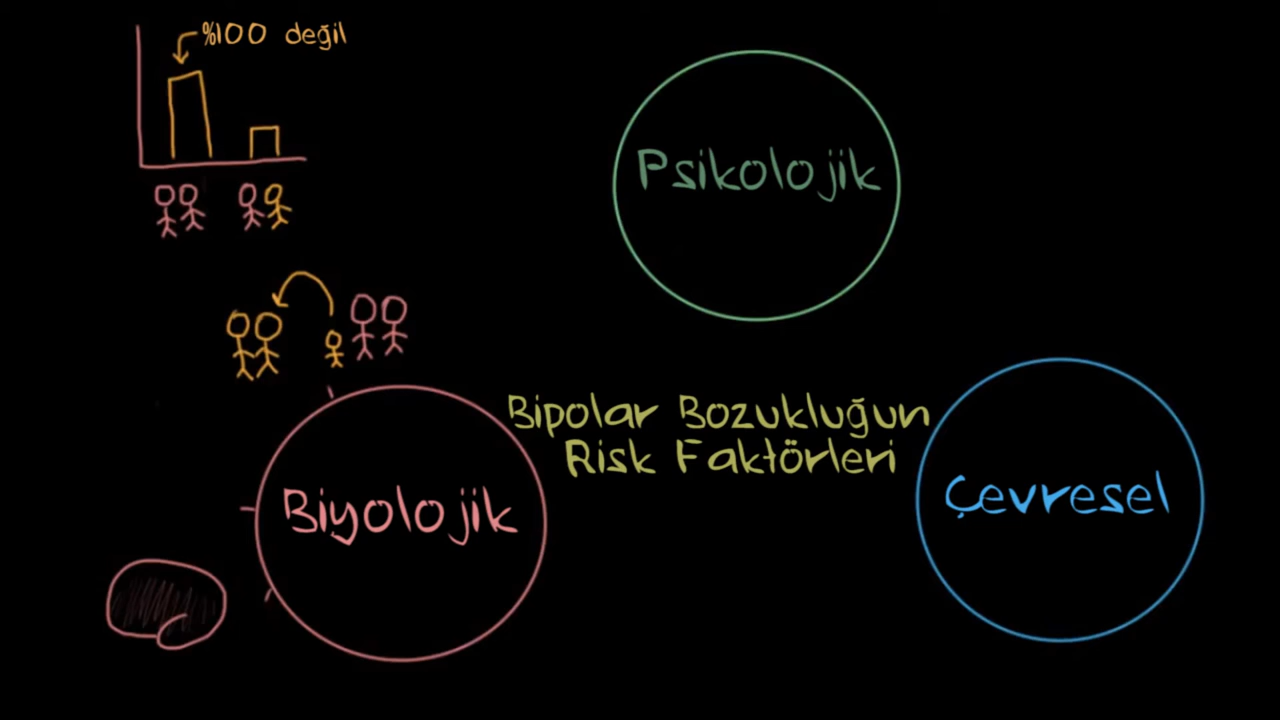 %100 değil
Psikolojik
Bipolar Bozukluğun
Risk Faktörleri
Biyolojik
Çevresel